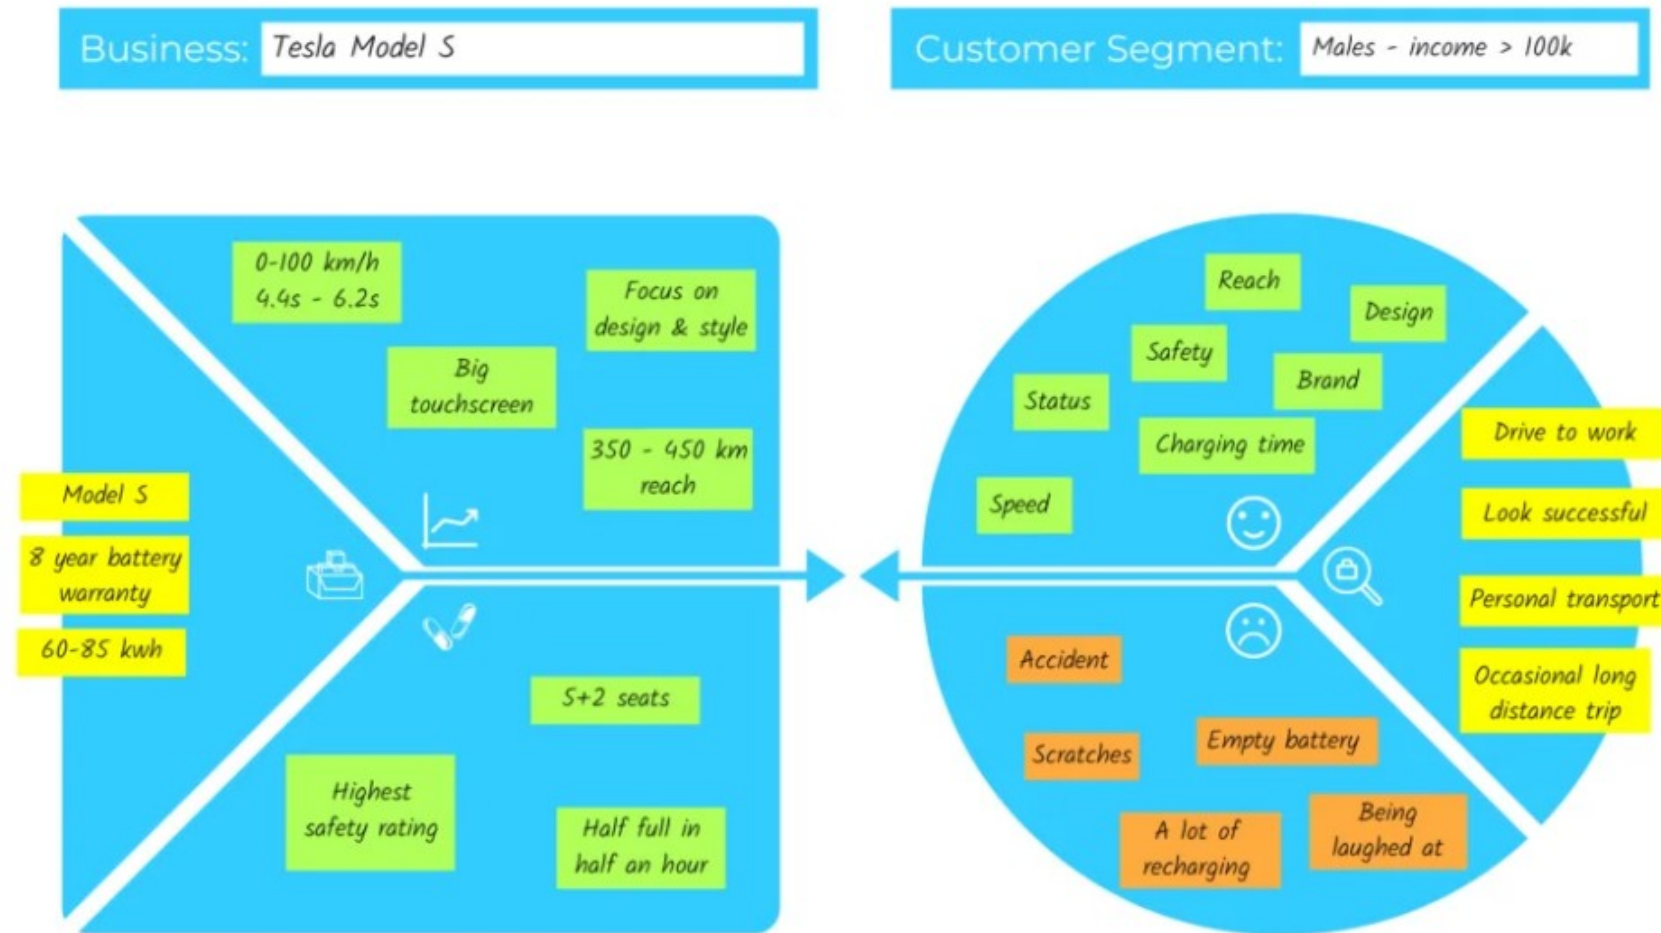 Business:
Tesla Model S
Customer Segment:
Males - income > 100k
0-100 km/h
4.4s - 6.2s
Focus on
design & style
Big
touchscreen
350 - 450 km
reach
Model S
8 year battery
warranty
60-85 kwh
5+2 seats
Highest
safety rating
Half full in
half an hour
Reach
Design
Safety
Brand
Status
Charging time
Speed
Drive to work
Look successful
Personal transport
Occasional long
distance trip
Accident
Scratches
Empty battery
A lot of
recharging
Being
laughed at